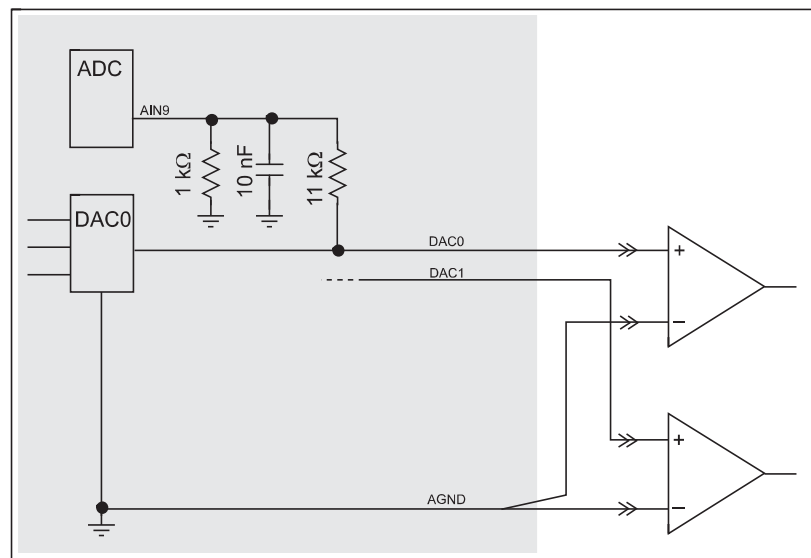 ADC
AIN9
1 kΩ
10 nF
11 kΩ
DAC0
DAC0
DAC1
+
−
+
AGND
−